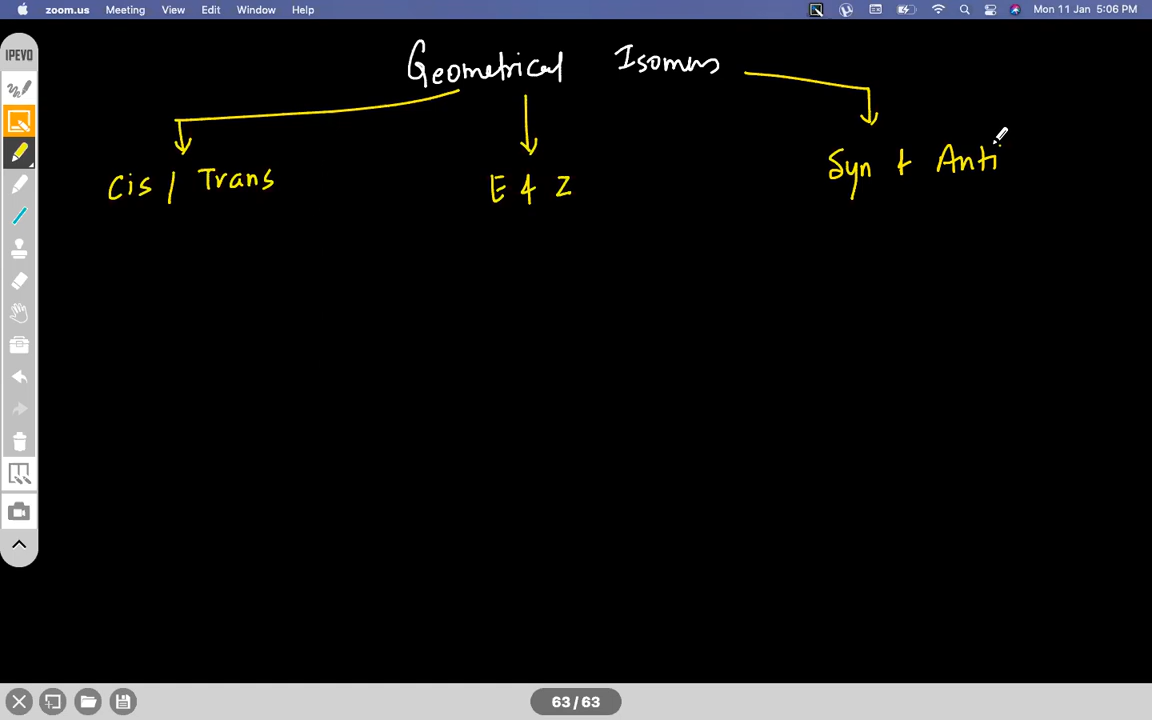 zoom.us Meeting View Edit Window Help Mon 11 Jan 5:06 PM
IPEVO
Geometrical Isomers
Cis / Trans E & Z Syn & Anti
63 / 63